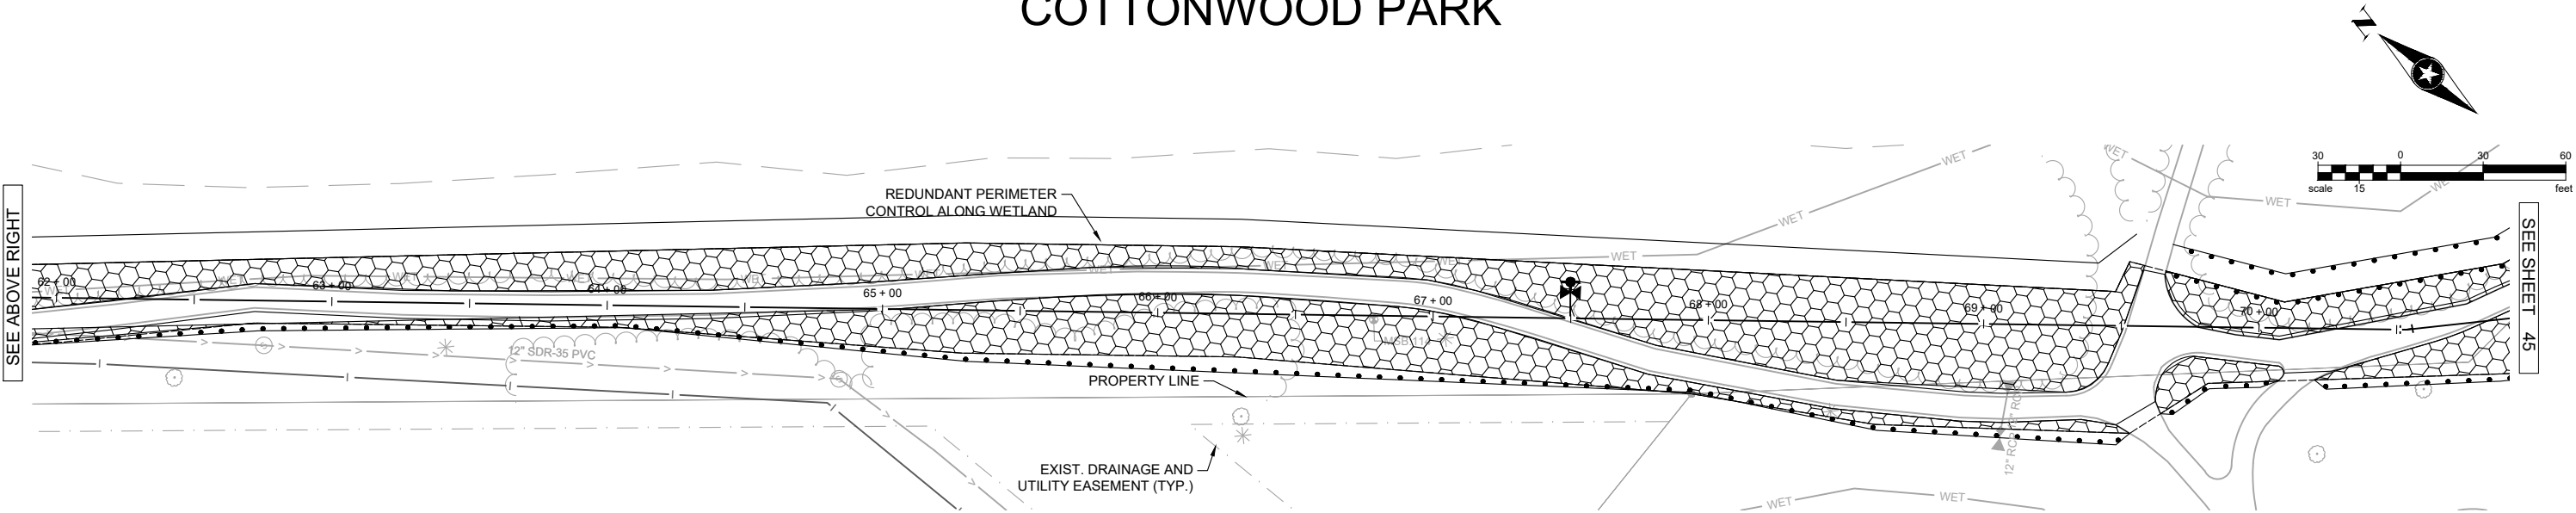 COTTONWOOD PARK
N
30 0 30 60
scale 15 feet
SEE ABOVE RIGHT
REDUNDANT PERIMETER
CONTROL ALONG WETLAND
WET
WET
WET
WET
WET
WET
62 + 00
63 + 00
64 + 00
65 + 00
66 + 00
67 + 00
68 + 00
69 + 00
70 + 00
12" SDR-35 PVC
PROPERTY LINE
EXIST. DRAINAGE AND
UTILITY EASEMENT (TYP.)
WET
WET
SEE SHEET 45